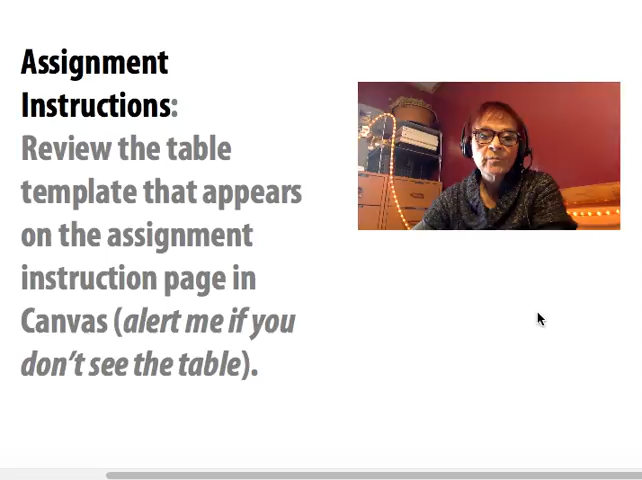 Assignment
Instructions:
Review the table
template that appears
on the assignment
instruction page in
Canvas (alert me if you
don’t see the table).